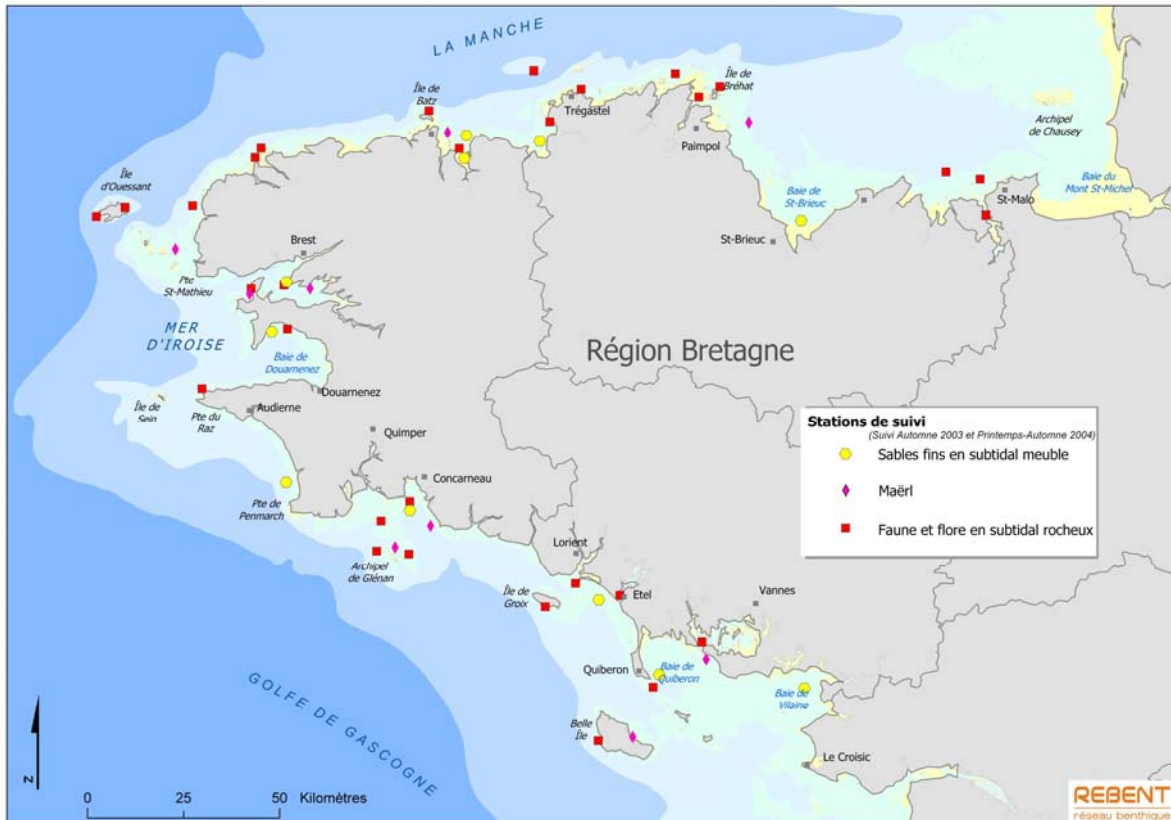 LA MANCHE
Île de
Batz
Trégastel
Île de
Bréhat
Paimpol
Archipel
de Chausey
Île
d'Ouessant
Baie de
St-Brieuc
Baie du
Mont St-Michel
St-Malo
St-Brieuc
Brest
Pte
St-Mathieu
MER
D'IROISE
Baie de
Douarnenez
Région Bretagne
Île de
Sein
Pte du
Raz
Douarnenez
Audierne
Quimper
Concarneau
Pte de
Penmarch
Archipel
de Glénan
Lorient
Île de
Groix
Etel
Vannes
Quiberon
Baie de
Quiberon
Baie de
Vilaine
Belle
Île
Le Croisic
GOLFE DE GASCOGNE
Stations de suivi
(Suivi Automne 2003 et Printemps-Automne 2004)
Sables fins en subtidal meuble
Maërl
Faune et flore en subtidal rocheux
N
0 25 50 Kilomètres
REBENT
réseau benthique